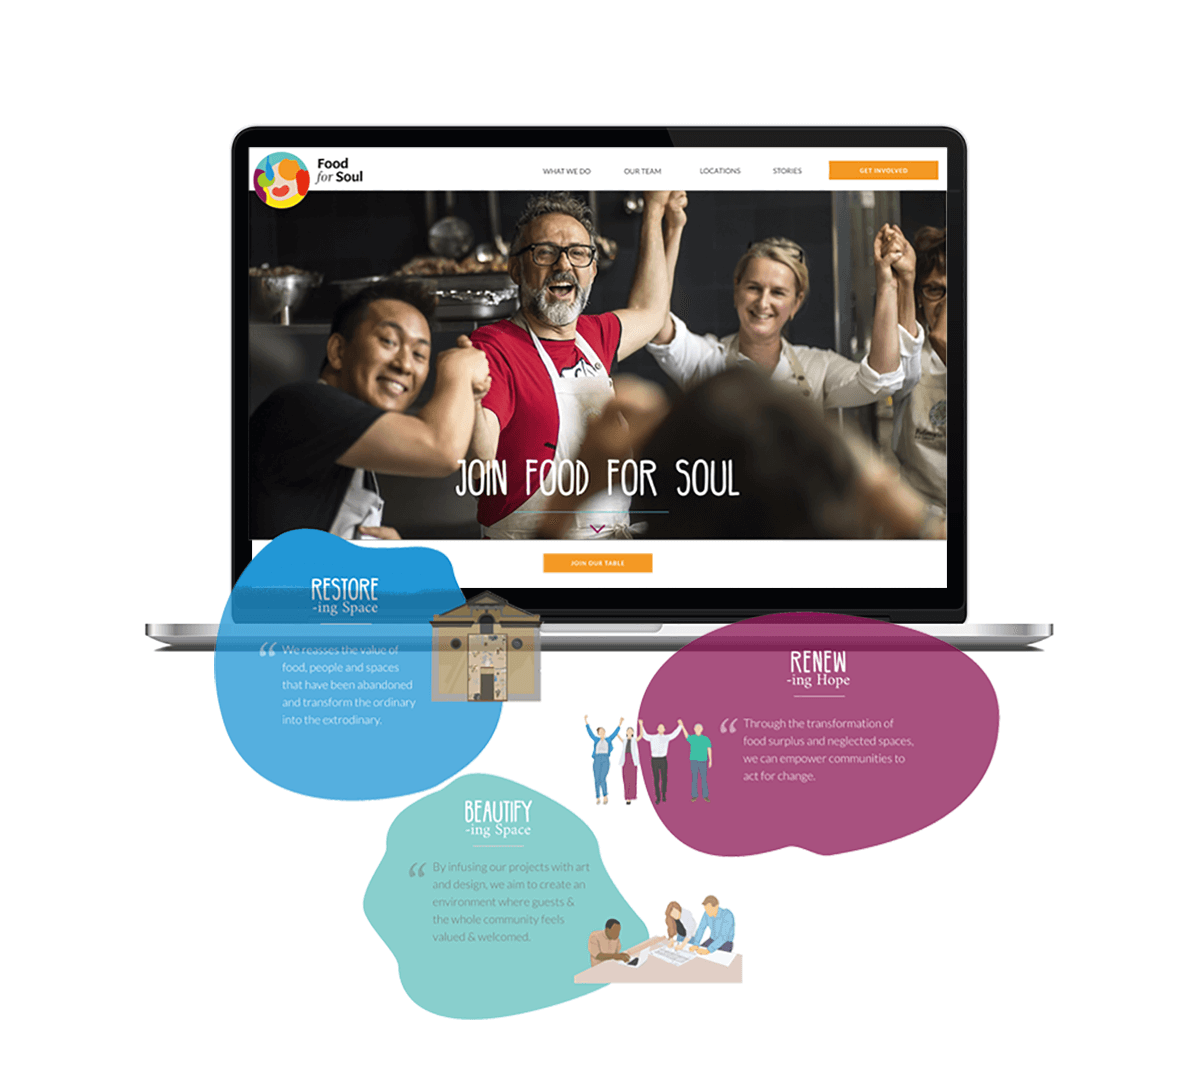 Food
for Soul
WHAT WE DO OUR TEAM LOCATIONS STORIES GET INVOLVED
JOIN FOOD FOR SOUL
JOIN OUR TABLE
RESTORE
-ing Space
“ We reasses the value of
food, people and spaces
that have been abandoned
and transform the ordinary
into the extrodinary.
RENEW
-ing Hope
“ Through the transformation of
food surplus and neglected spaces,
we can empower communities to
act for change.
BEAUTIFY
-ing Space
“ By infusing our projects with art
and design, we aim to create an
environment where guests &
the whole community feels
valued & welcomed.